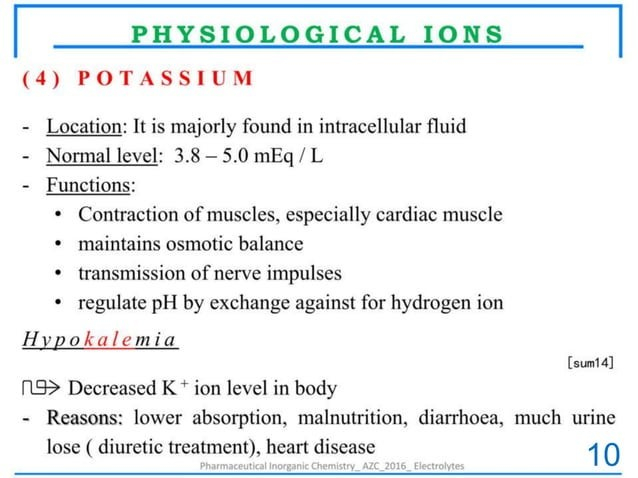 PHYSIOLOGICAL IONS
(4) POTASSIUM
- Location: It is majorly found in intracellular fluid
- Normal level: 3.8 – 5.0 mEq / L
- Functions:
• Contraction of muscles, especially cardiac muscle
• maintains osmotic balance
• transmission of nerve impulses
• regulate pH by exchange against for hydrogen ion
Hypokalemia
[sum14]
Decreased K⁺ ion level in body
- Reasons: lower absorption, malnutrition, diarrhoea, much urine
lose ( diuretic treatment), heart disease
Pharmaceutical Inorganic Chemistry_ AZC_2016_ Electrolytes
10